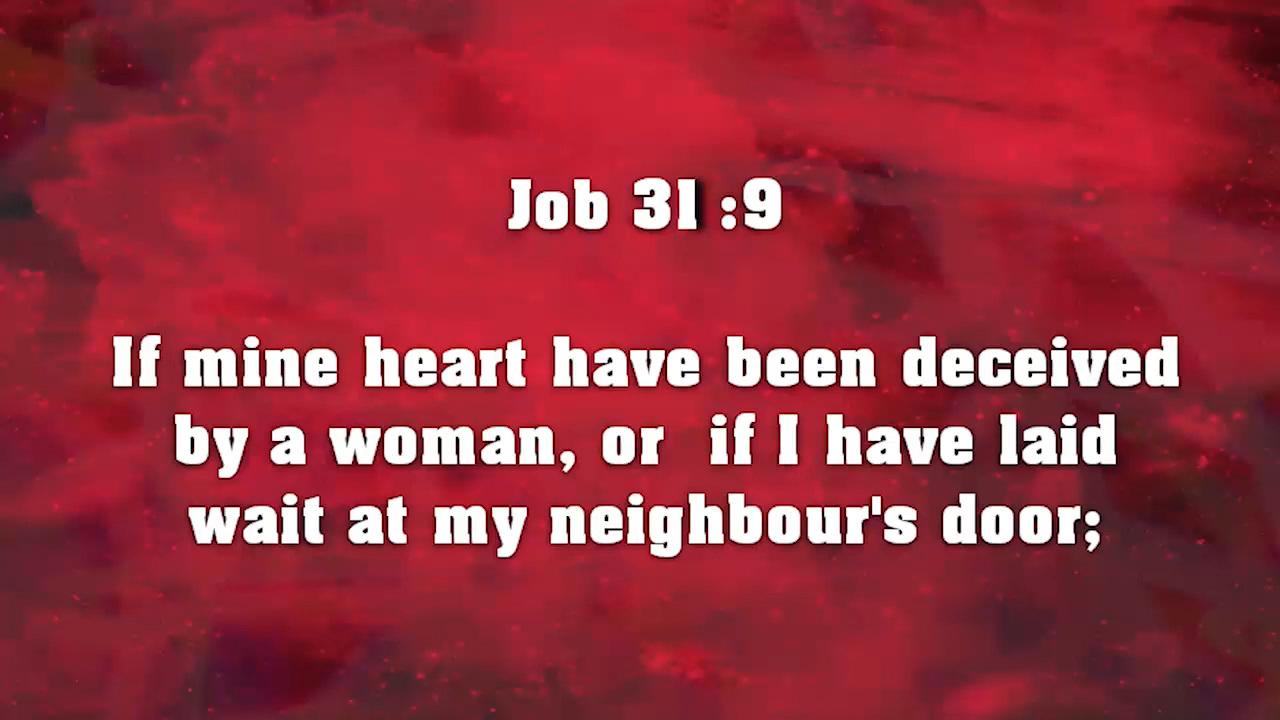 Job 31 :9
If mine heart have been deceived
by a woman, or  if I have laid
wait at my neighbour's door;